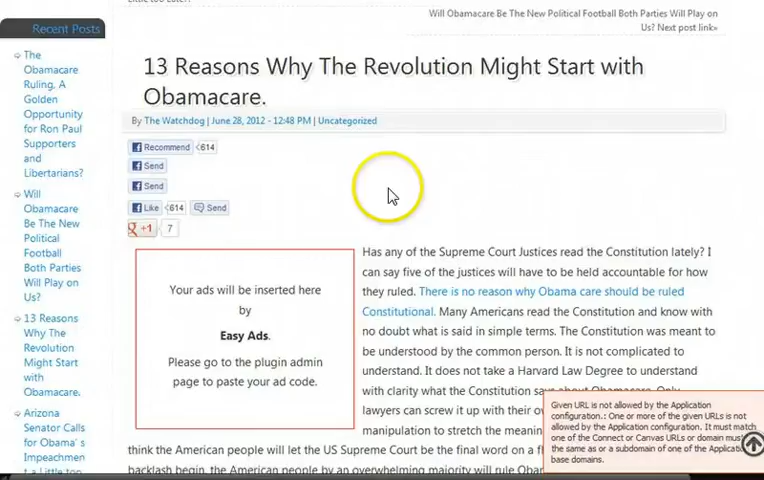 Little too Late?
Will Obamacare Be The New Political Football Both Parties Will Play on
Us? Next post link»
Recent Posts
The
Obamacare
Ruling, A
Golden
Opportunity
for Ron Paul
Supporters
and
Libertarians?
Will
Obamacare
Be The New
Political
Football
Both Parties
Will Play on
Us?
13 Reasons
Why The
Revolution
Might Start
with
Obamacare.
Arizona
Senator Calls
for Obama' s
Impeachmen
t a Little too
13 Reasons Why The Revolution Might Start with
Obamacare.
By The Watchdog | June 28, 2012 - 12:48 PM | Uncategorized
Recommend 614
Send
Send
Like 614 Send
g +1 7
Your ads will be inserted here
by
Easy Ads.
Please go to the plugin admin
page to paste your ad code.
Has any of the Supreme Court Justices read the Constitution lately? I
can say five of the justices will have to be held accountable for how
they ruled. There is no reason why Obama care should be ruled
Constitutional. Many Americans read the Constitution and know with
no doubt what is said in simple terms. The Constitution was meant to
be understood by the common person. It is not complicated to
understand. It does not take a Harvard Law Degree to understand
with clarity what the Constitution says about Obamacare. Only
lawyers can screw it up with their
manipulation to stretch the
think the American people will let the US Supreme Court be the final word on a
backlash begin, the American people by an overwhelming majority will rule
Given URL is not allowed by the Application
configuration.: One or more of the given URLs is not
allowed by the Application configuration. It must match
one of the Connect or Canvas URLs or domain must
the same as or a subdomain of one of the
base domains.